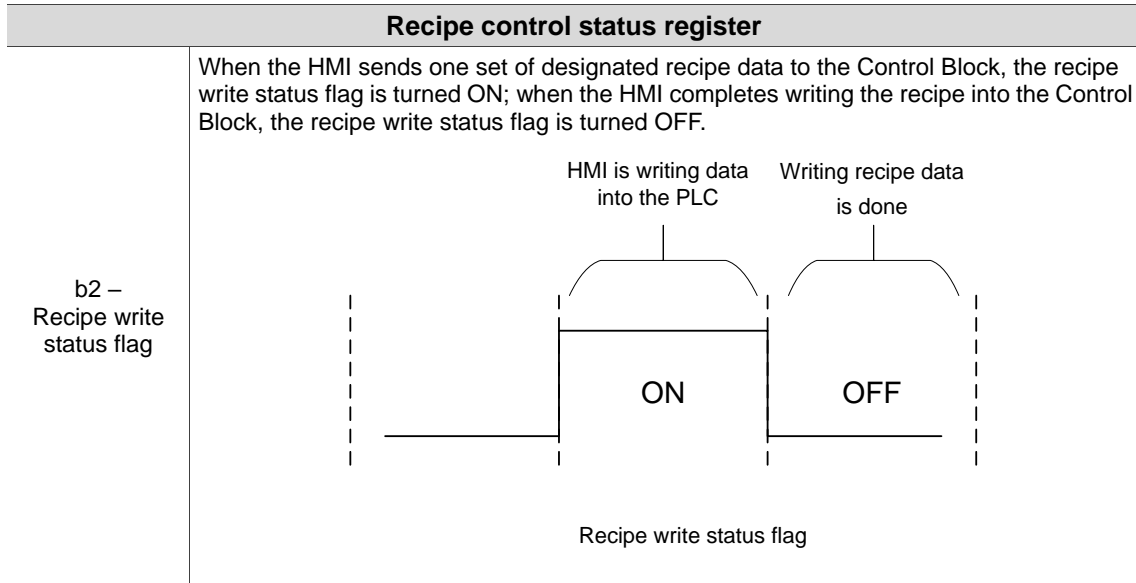 Recipe control status register
When the HMI sends one set of designated recipe data to the Control Block, the recipe
write status flag is turned ON; when the HMI completes writing the recipe into the Control
Block, the recipe write status flag is turned OFF.
b2 –
Recipe write
status flag
HMI is writing data
into the PLC
Writing recipe data
is done
ON
OFF
Recipe write status flag